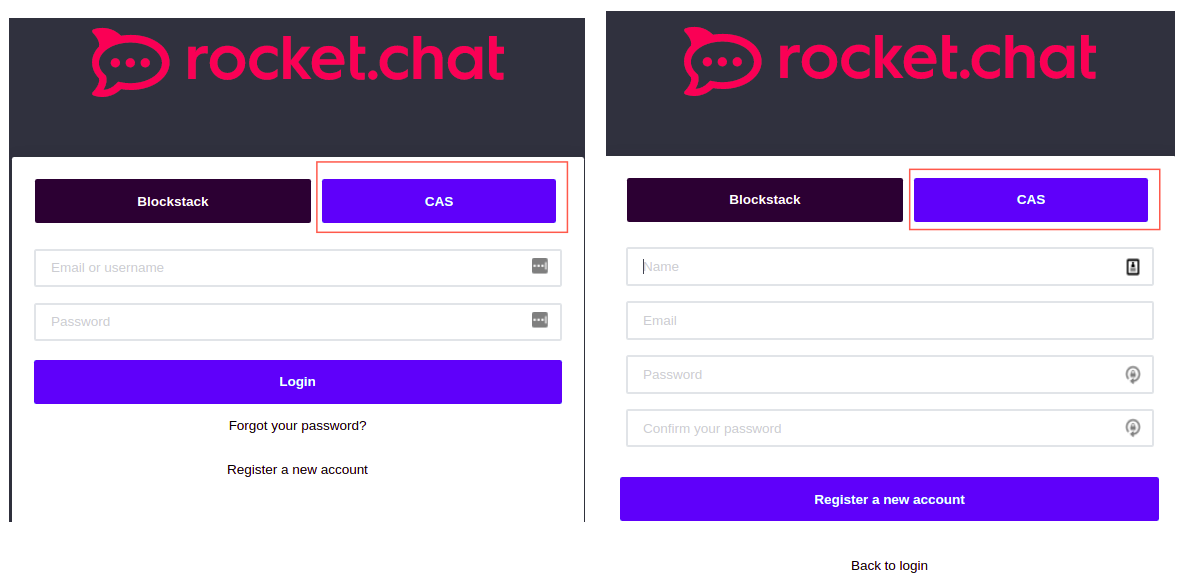 rocket.chat
Blockstack
CAS
Email or username
Password
Login
Forgot your password?
Register a new account
rocket.chat
Blockstack
CAS
Name
Email
Password
Confirm your password
Register a new account
Back to login